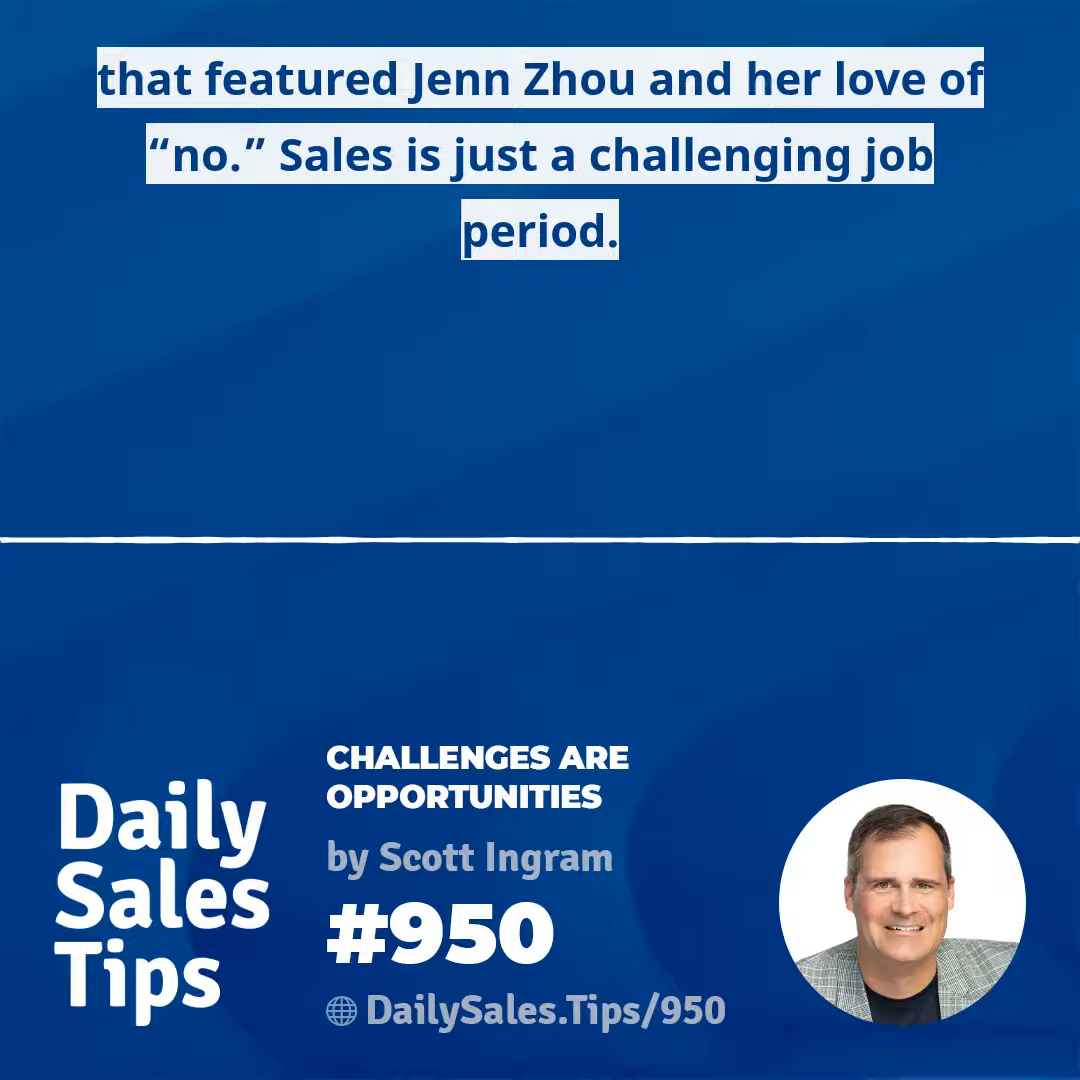 that featured Jenn Zhou and her love of
“no.” Sales is just a challenging job
period.
CHALLENGES ARE
OPPORTUNITIES
by Scott Ingram
#950
DailySales.Tips/950
Daily
Sales
Tips